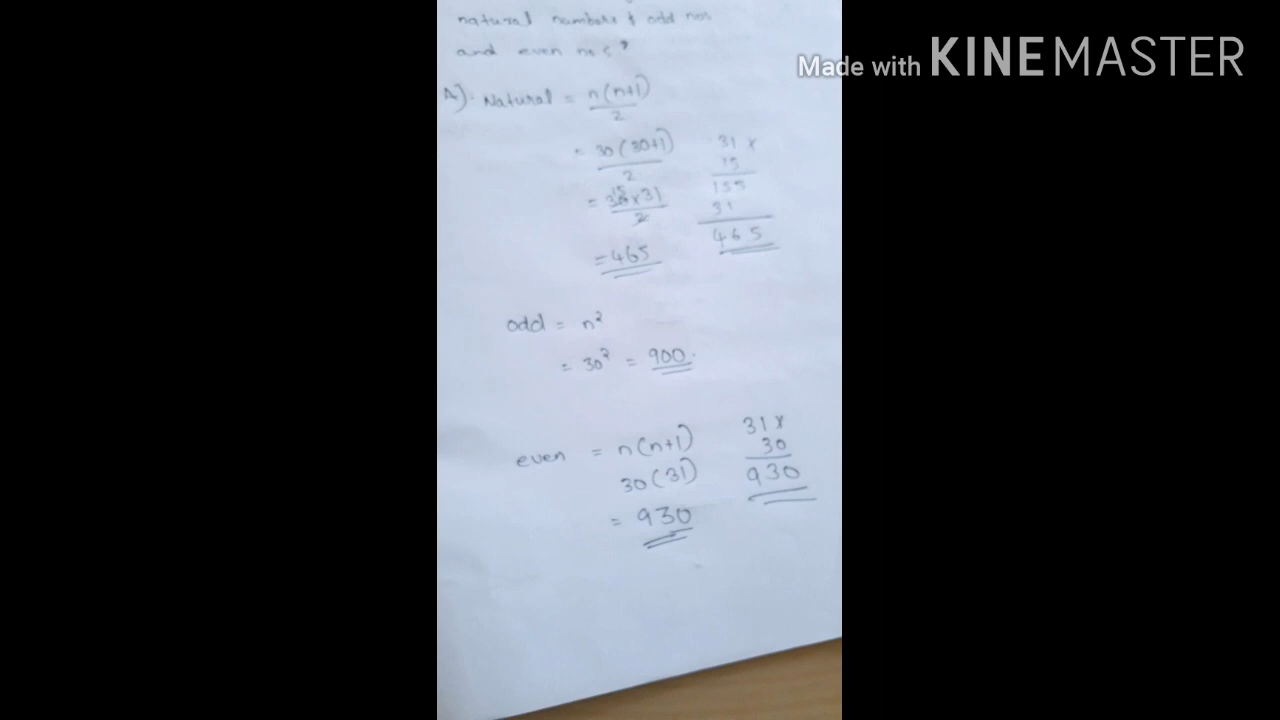 Made with KINEMASTER
natural numbers & odd nos
and even nos?
A). Natural = n(n+1)
2
= 30(30+1)
2
= 30x31
15
2
= 465
31 x
15
155
31
465
odd = n²
= 30² = 900.
even = n(n+1)
30(31)
= 930
31x
30
930